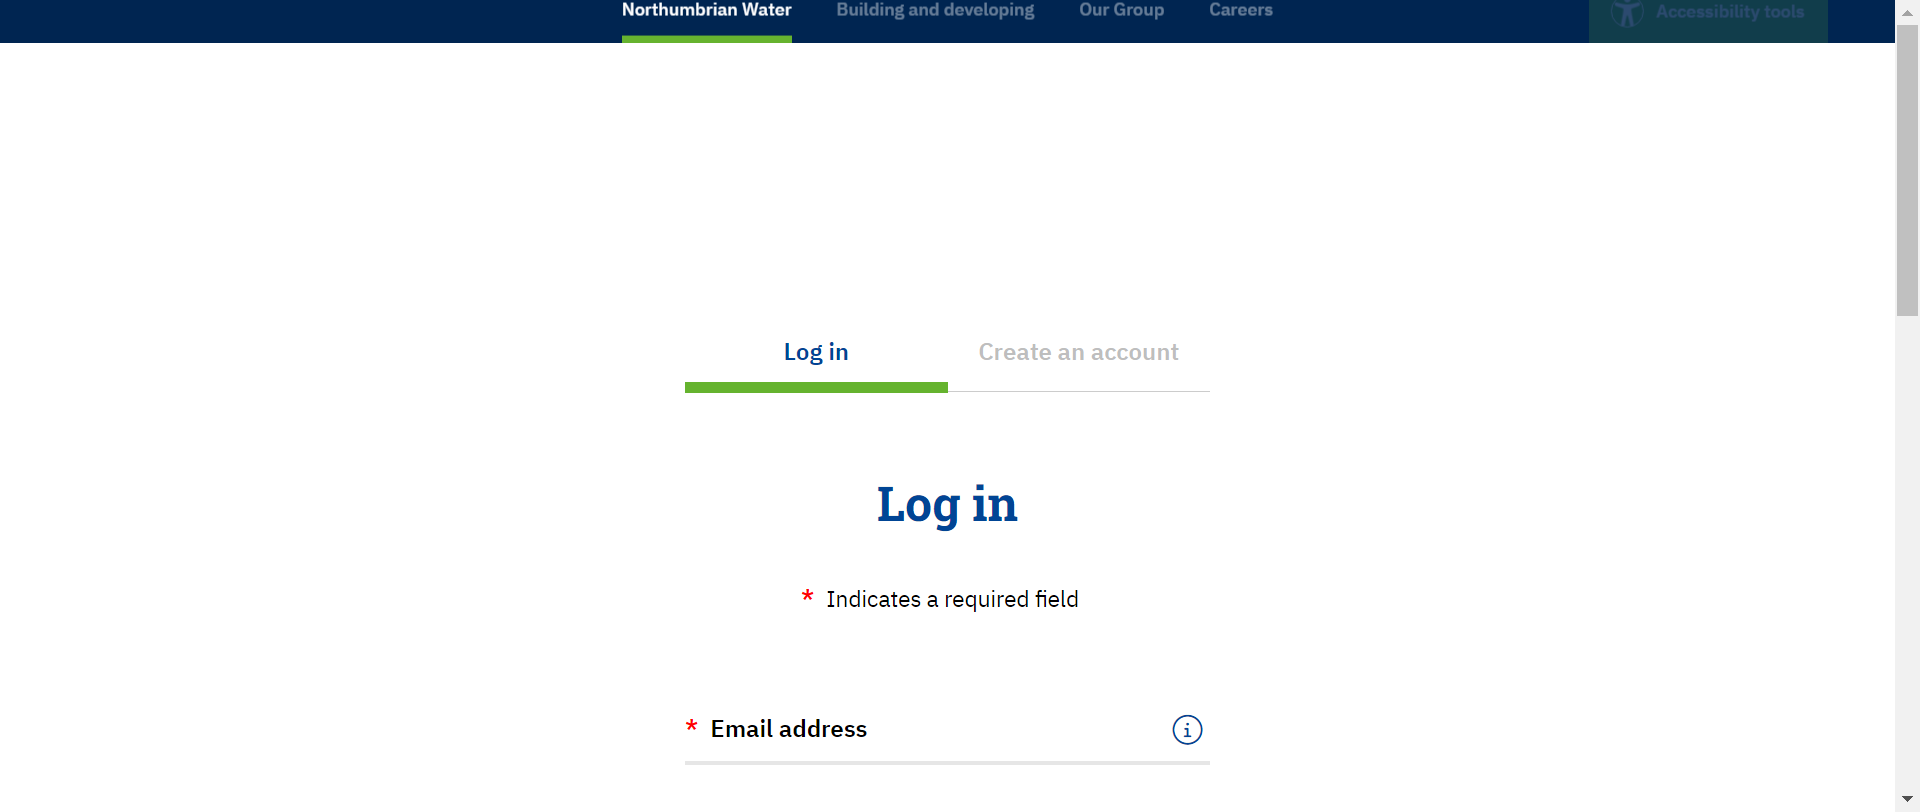 Northumbrian Water Building and developing Our Group Careers Accessibility tools
Log in Create an account
Log in
* Indicates a required field
* Email address